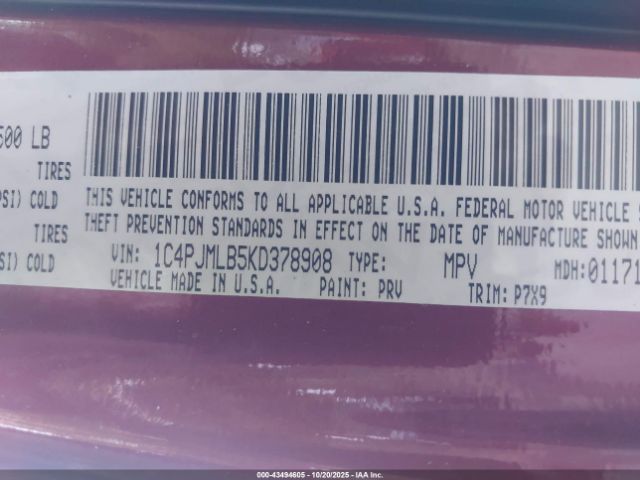 500 LB
TIRES
PSI) COLD
TIRES
SI) COLD
THIS VEHICLE CONFORMS TO ALL APPLICABLE U.S.A. FEDERAL MOTOR VEHICLE
THEFT PREVENTION STANDARDS IN EFFECT ON THE DATE OF MANUFACTURE SHOWN
VIN: 1C4PJMLB5KD378908 TYPE: MPV MDH:01171
VEHICLE MADE IN U.S.A. PAINT: PRV TRIM: P7X9
000-43494605 - 10/20/2025 - IAAI.COM